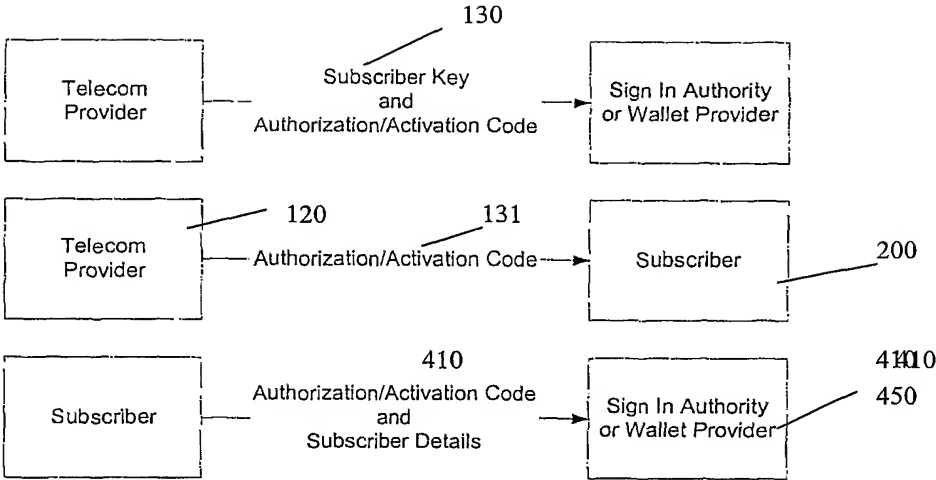 130
Telecom
Provider
Subscriber Key
and
Authorization/Activation Code
Sign In Authority
or Wallet Provider
120
131
Telecom
Provider
Authorization/Activation Code
Subscriber
200
410
Subscriber
Authorization/Activation Code
and
Subscriber Details
Sign In Authority
or Wallet Provider
410
450